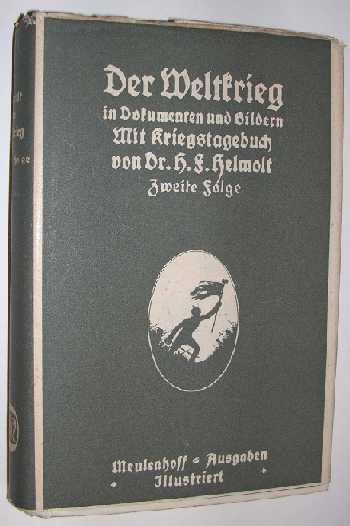 Der Weltkrieg
in Dokumenten und Bildern
Mit Kriegstagebuch
von Dr. H. F. Helmolt
Zweite Folge
Meulenhoff = Ausgaben
Illustriert